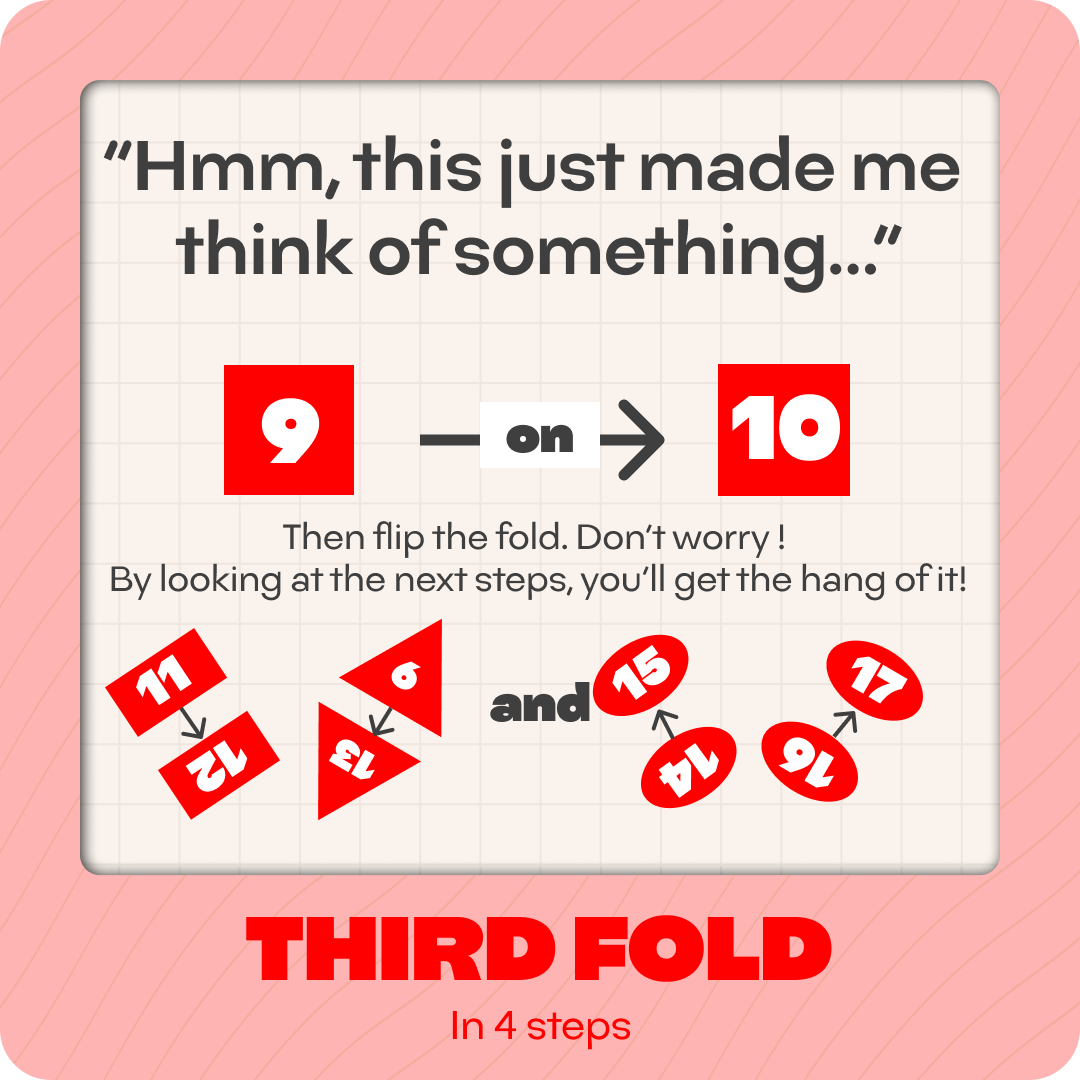 “Hmm, this just made me
think of something...”
9 on 10
Then flip the fold. Don’t worry !
By looking at the next steps, you’ll get the hang of it!
11 6 and 15 17
12 13 14 16
THIRD FOLD
In 4 steps